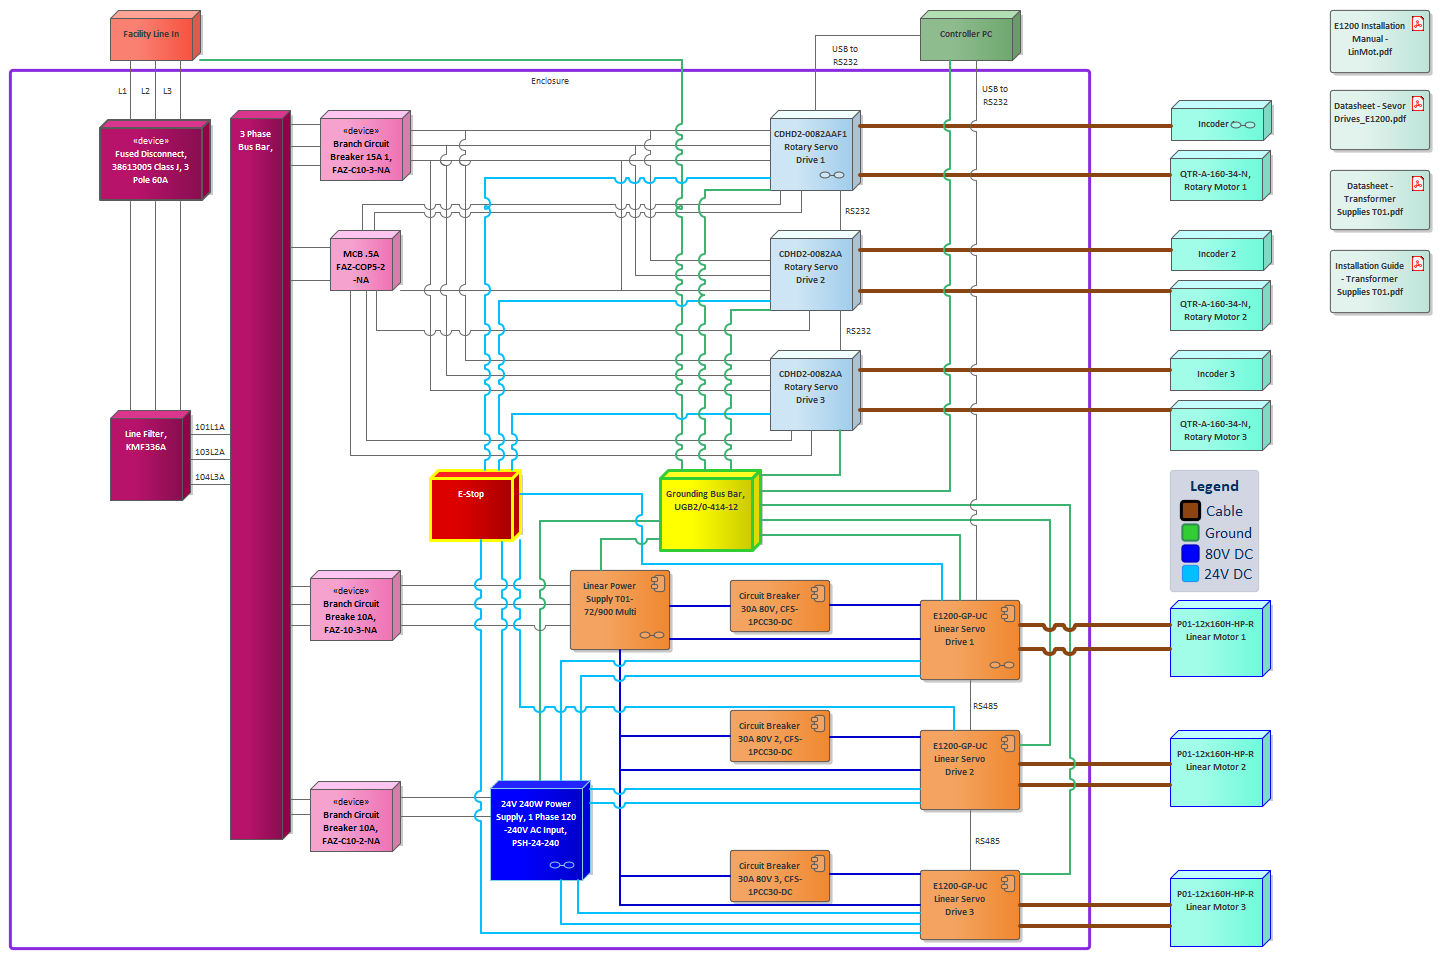 Facility Line In
Controller PC
USB to
RS232
USB to
RS232
Enclosure
L1
L2
L3
E1200 Installation
Manual -
LinMot.pdf
Datasheet - Sevor
Drives_E1200.pdf
Datasheet -
Transformer
Supplies T01.pdf
Installation Guide
- Transformer
Supplies T01.pdf
«device»
Fused Disconnect,
38613005 Class J, 3
Pole 60A
3 Phase
Bus Bar,
«device»
Branch Circuit
Breaker 15A 1,
FAZ-C10-3-NA
CDHD2-0082AAF1
Rotary Servo
Drive 1
Incoder
QTR-A-160-34-N,
Rotary Motor 1
RS232
MCB .5A
FAZ-COP5-2
-NA
CDHD2-0082AA
Rotary Servo
Drive 2
Incoder 2
QTR-A-160-34-N,
Rotary Motor 2
RS232
CDHD2-0082AA
Rotary Servo
Drive 3
Incoder 3
QTR-A-160-34-N,
Rotary Motor 3
Line Filter,
KMF336A
101L1A
103L2A
104L3A
E-Stop
Grounding Bus Bar,
UGB2/0-414-12
Legend
Cable
Ground
80V DC
24V DC
«device»
Branch Circuit
Breake 10A,
FAZ-10-3-NA
Linear Power
Supply T01-
72/900 Multi
Circuit Breaker
30A 80V, CFS-
1PCC30-DC
E1200-GP-UC
Linear Servo
Drive 1
P01-12x160H-HP-R
Linear Motor 1
RS485
Circuit Breaker
30A 80V 2, CFS-
1PCC30-DC
E1200-GP-UC
Linear Servo
Drive 2
P01-12x160H-HP-R
Linear Motor 2
«device»
Branch Circuit
Breaker 10A,
FAZ-C10-2-NA
24V 240W Power
Supply, 1 Phase 120
-240V AC Input,
PSH-24-240
RS485
Circuit Breaker
30A 80V 3, CFS-
1PCC30-DC
E1200-GP-UC
Linear Servo
Drive 3
P01-12x160H-HP-R
Linear Motor 3